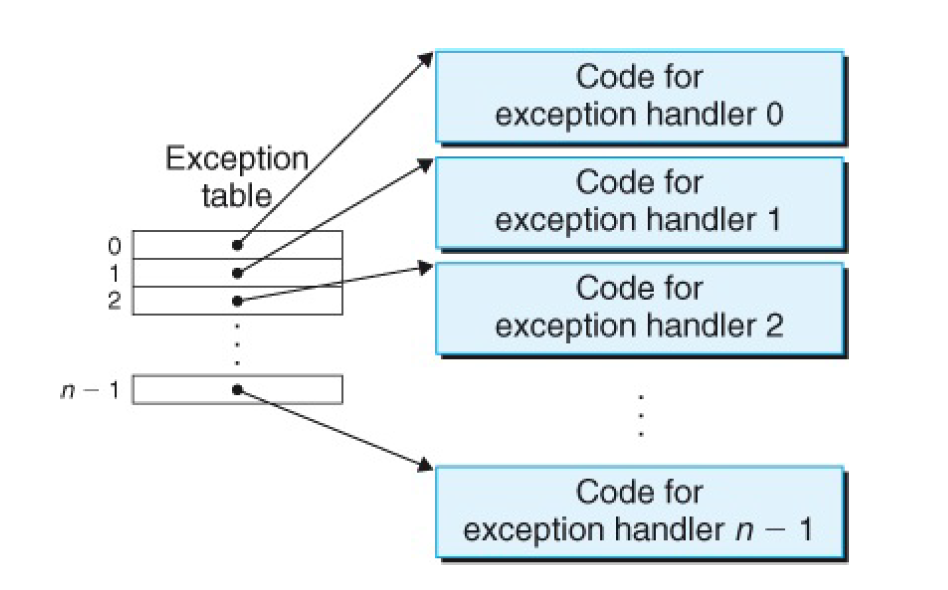 Code for
exception handler 0
Exception
table
Code for
exception handler 1
0
1
2
Code for
exception handler 2
n − 1
Code for
exception handler n − 1